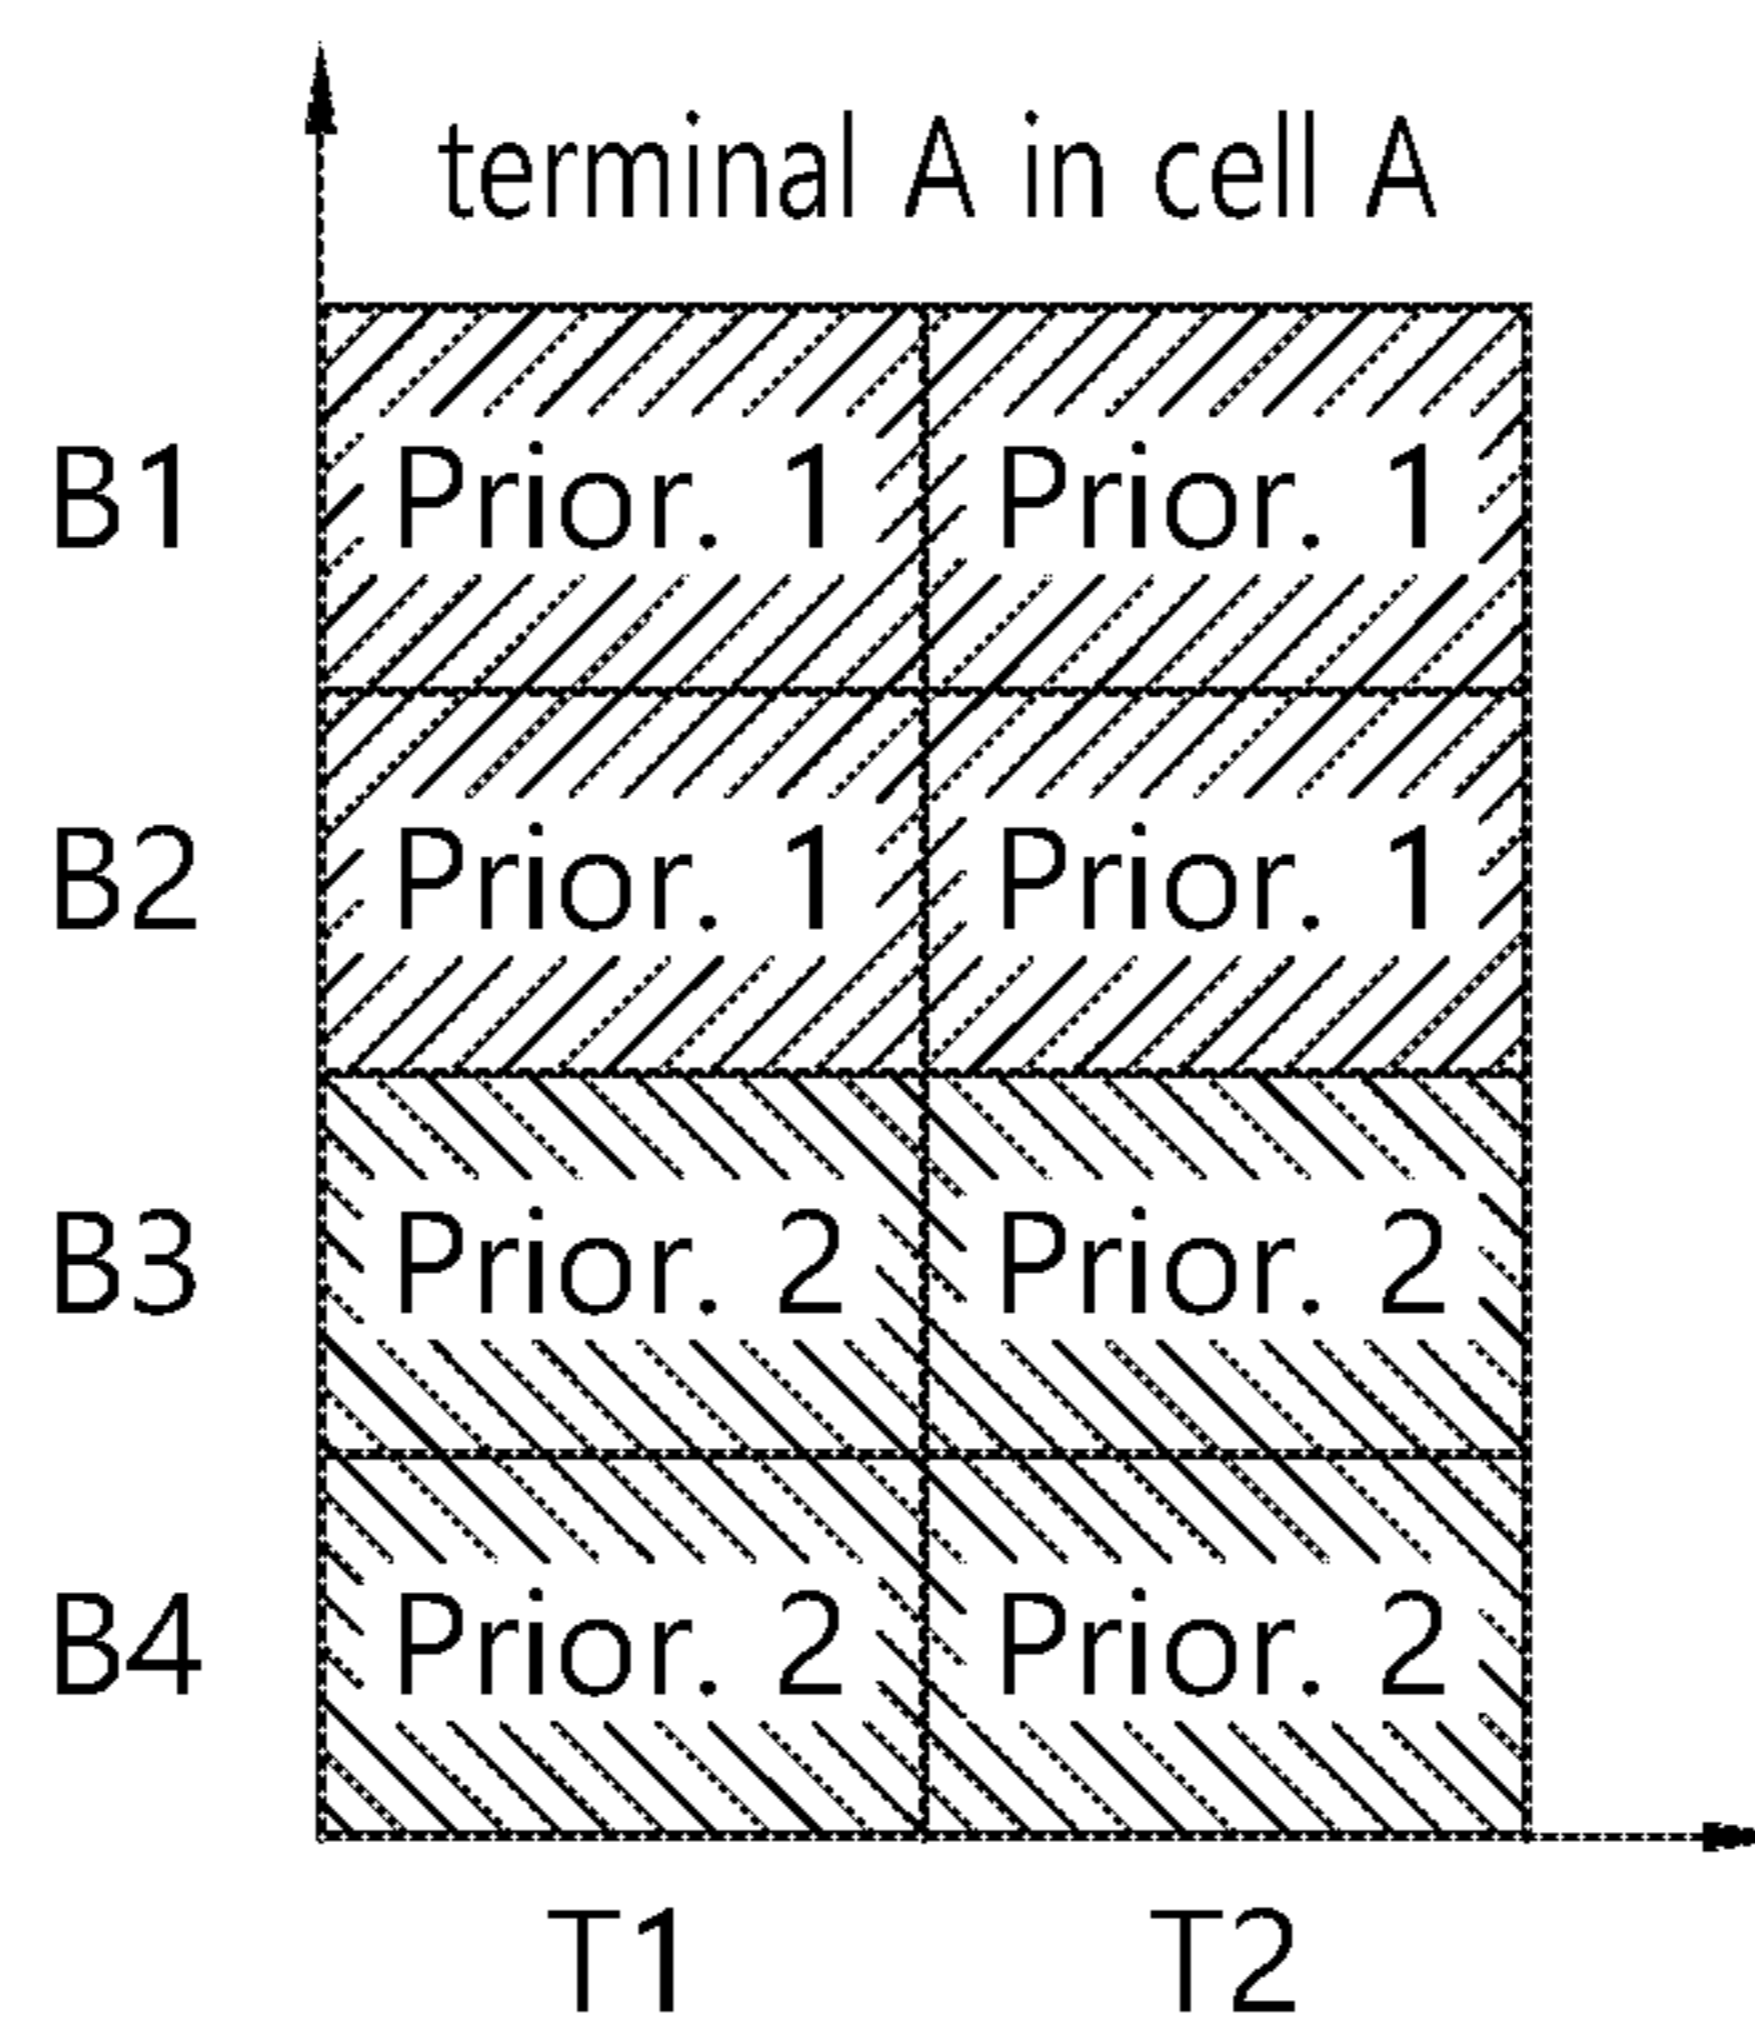 terminal A in cell A
B1 Prior. 1 Prior. 1
B2 Prior. 1 Prior. 1
B3 Prior. 2 Prior. 2
B4 Prior. 2 Prior. 2
T1 T2